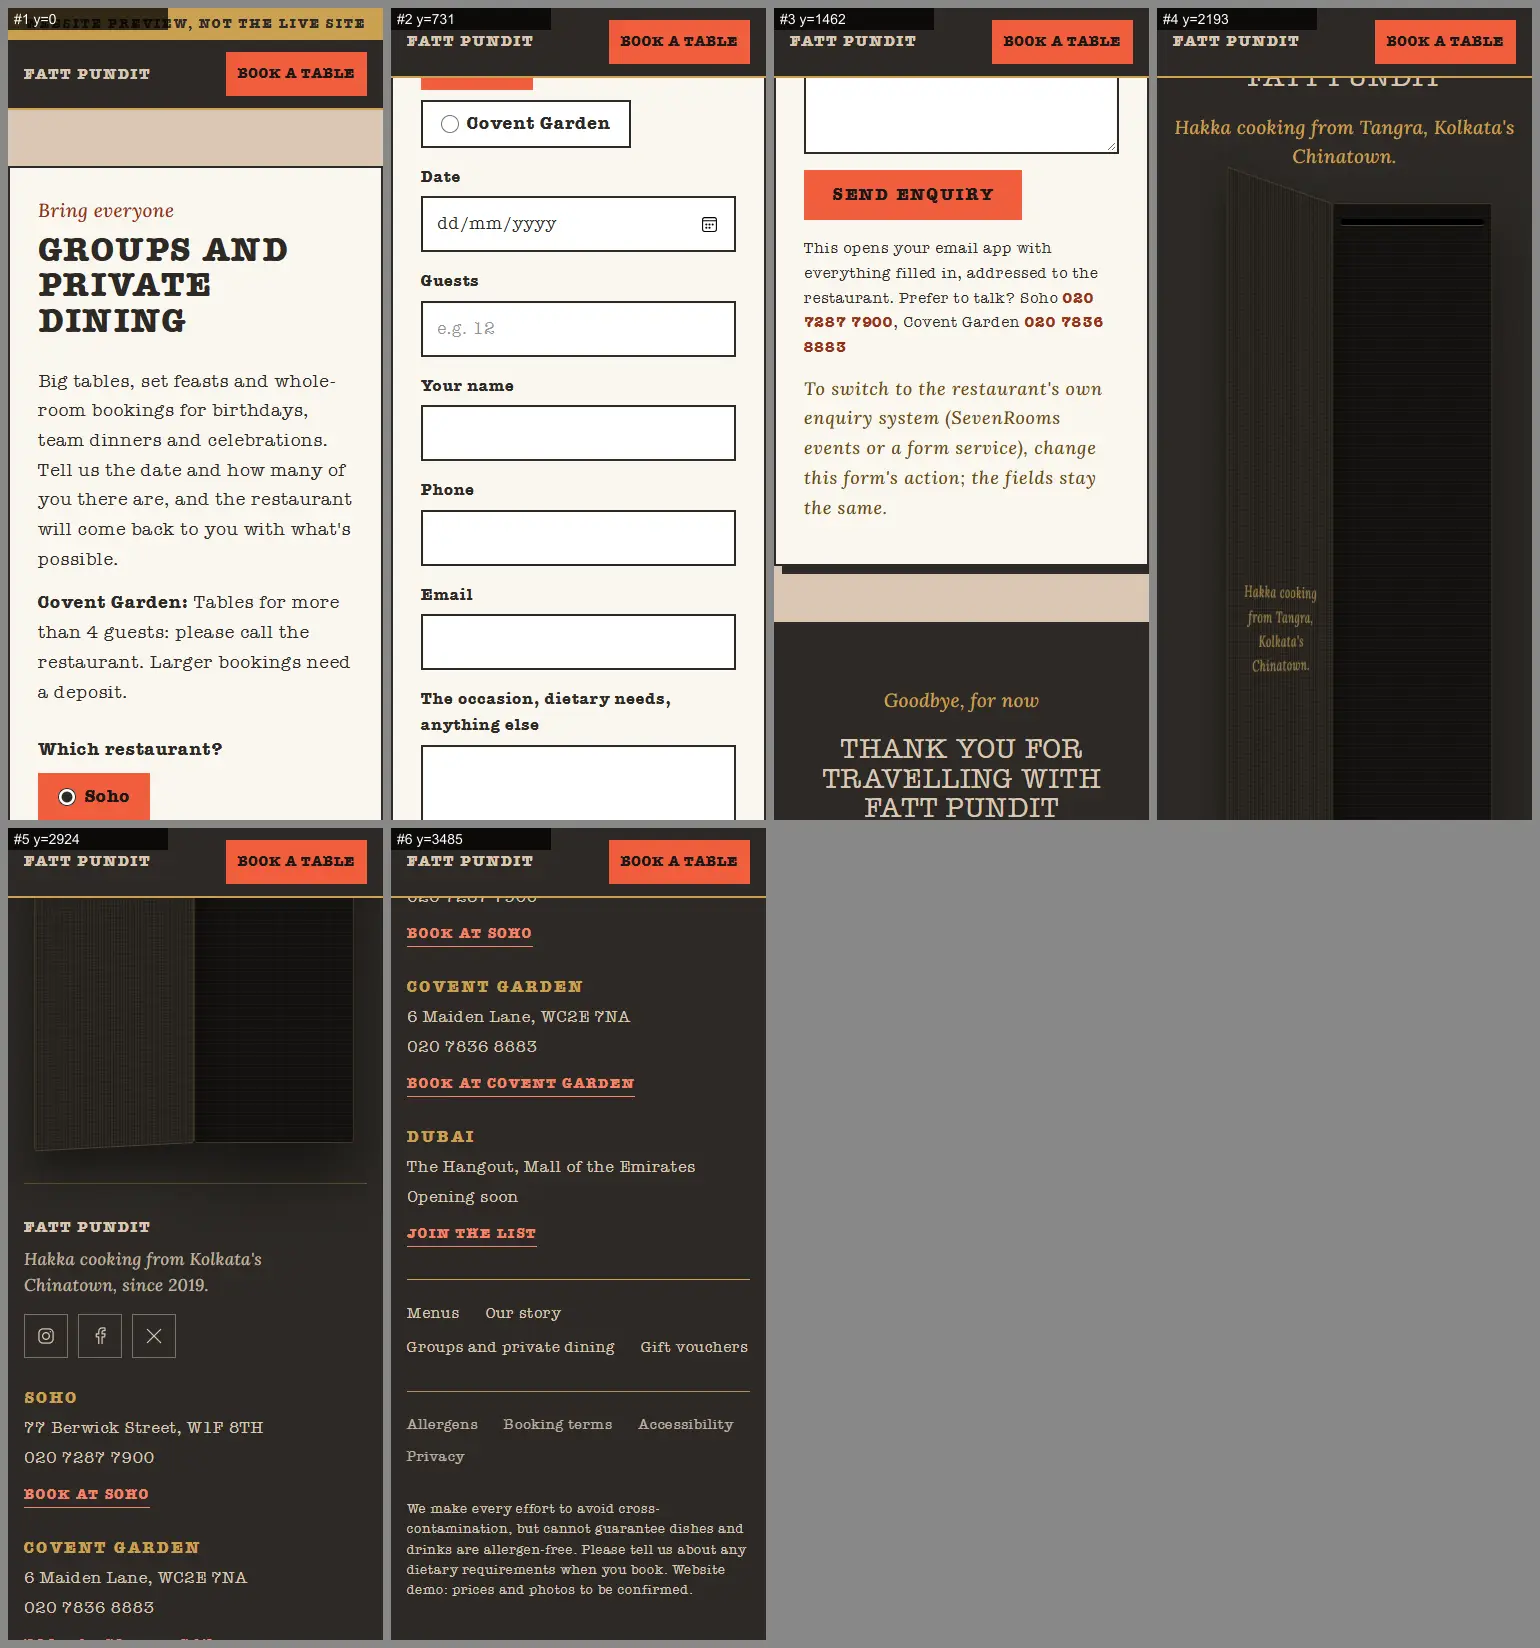 #1 y=0
W, NOT THE LIVE SITE
FATT PUNDIT
BOOK A TABLE
Bring everyone
GROUPS AND
PRIVATE
DINING
Big tables, set feasts and whole-
room bookings for birthdays,
team dinners and celebrations.
Tell us the date and how many of
you there are, and the restaurant
will come back to you with what's
possible.
Covent Garden: Tables for more
than 4 guests: please call the
restaurant. Larger bookings need
a deposit.
Which restaurant?
Soho
#2 y=731
FATT PUNDIT
BOOK A TABLE
Covent Garden
Date
dd/mm/yyyy
Guests
e.g. 12
Your name
Phone
Email
The occasion, dietary needs,
anything else
#3 y=1462
FATT PUNDIT
BOOK A TABLE
SEND ENQUIRY
This opens your email app with
everything filled in, addressed to the
restaurant. Prefer to talk? Soho 020
7287 7900, Covent Garden 020 7836
8883
To switch to the restaurant's own
enquiry system (SevenRooms
events or a form service), change
this form's action; the fields stay
the same.
Goodbye, for now
THANK YOU FOR
TRAVELLING WITH
FATT PUNDIT
#4 y=2193
FATT PUNDIT
BOOK A TABLE
FATT PUNDIT
Hakka cooking from Tangra, Kolkata's
Chinatown.
Hakka cooking
from Tangra,
Kolkata's
Chinatown.
#5 y=2924
FATT PUNDIT
BOOK A TABLE
FATT PUNDIT
Hakka cooking from Kolkata's
Chinatown, since 2019.
SOHO
77 Berwick Street, W1F 8TH
020 7287 7900
BOOK AT SOHO
COVENT GARDEN
6 Maiden Lane, WC2E 7NA
020 7836 8883
#6 y=3485
FATT PUNDIT
BOOK A TABLE
020 7287 7900
BOOK AT SOHO
COVENT GARDEN
6 Maiden Lane, WC2E 7NA
020 7836 8883
BOOK AT COVENT GARDEN
DUBAI
The Hangout, Mall of the Emirates
Opening soon
JOIN THE LIST
Menus Our story
Groups and private dining Gift vouchers
Allergens Booking terms Accessibility
Privacy
We make every effort to avoid cross-
contamination, but cannot guarantee dishes and
drinks are allergen-free. Please tell us about any
dietary requirements when you book. Website
demo: prices and photos to be confirmed.